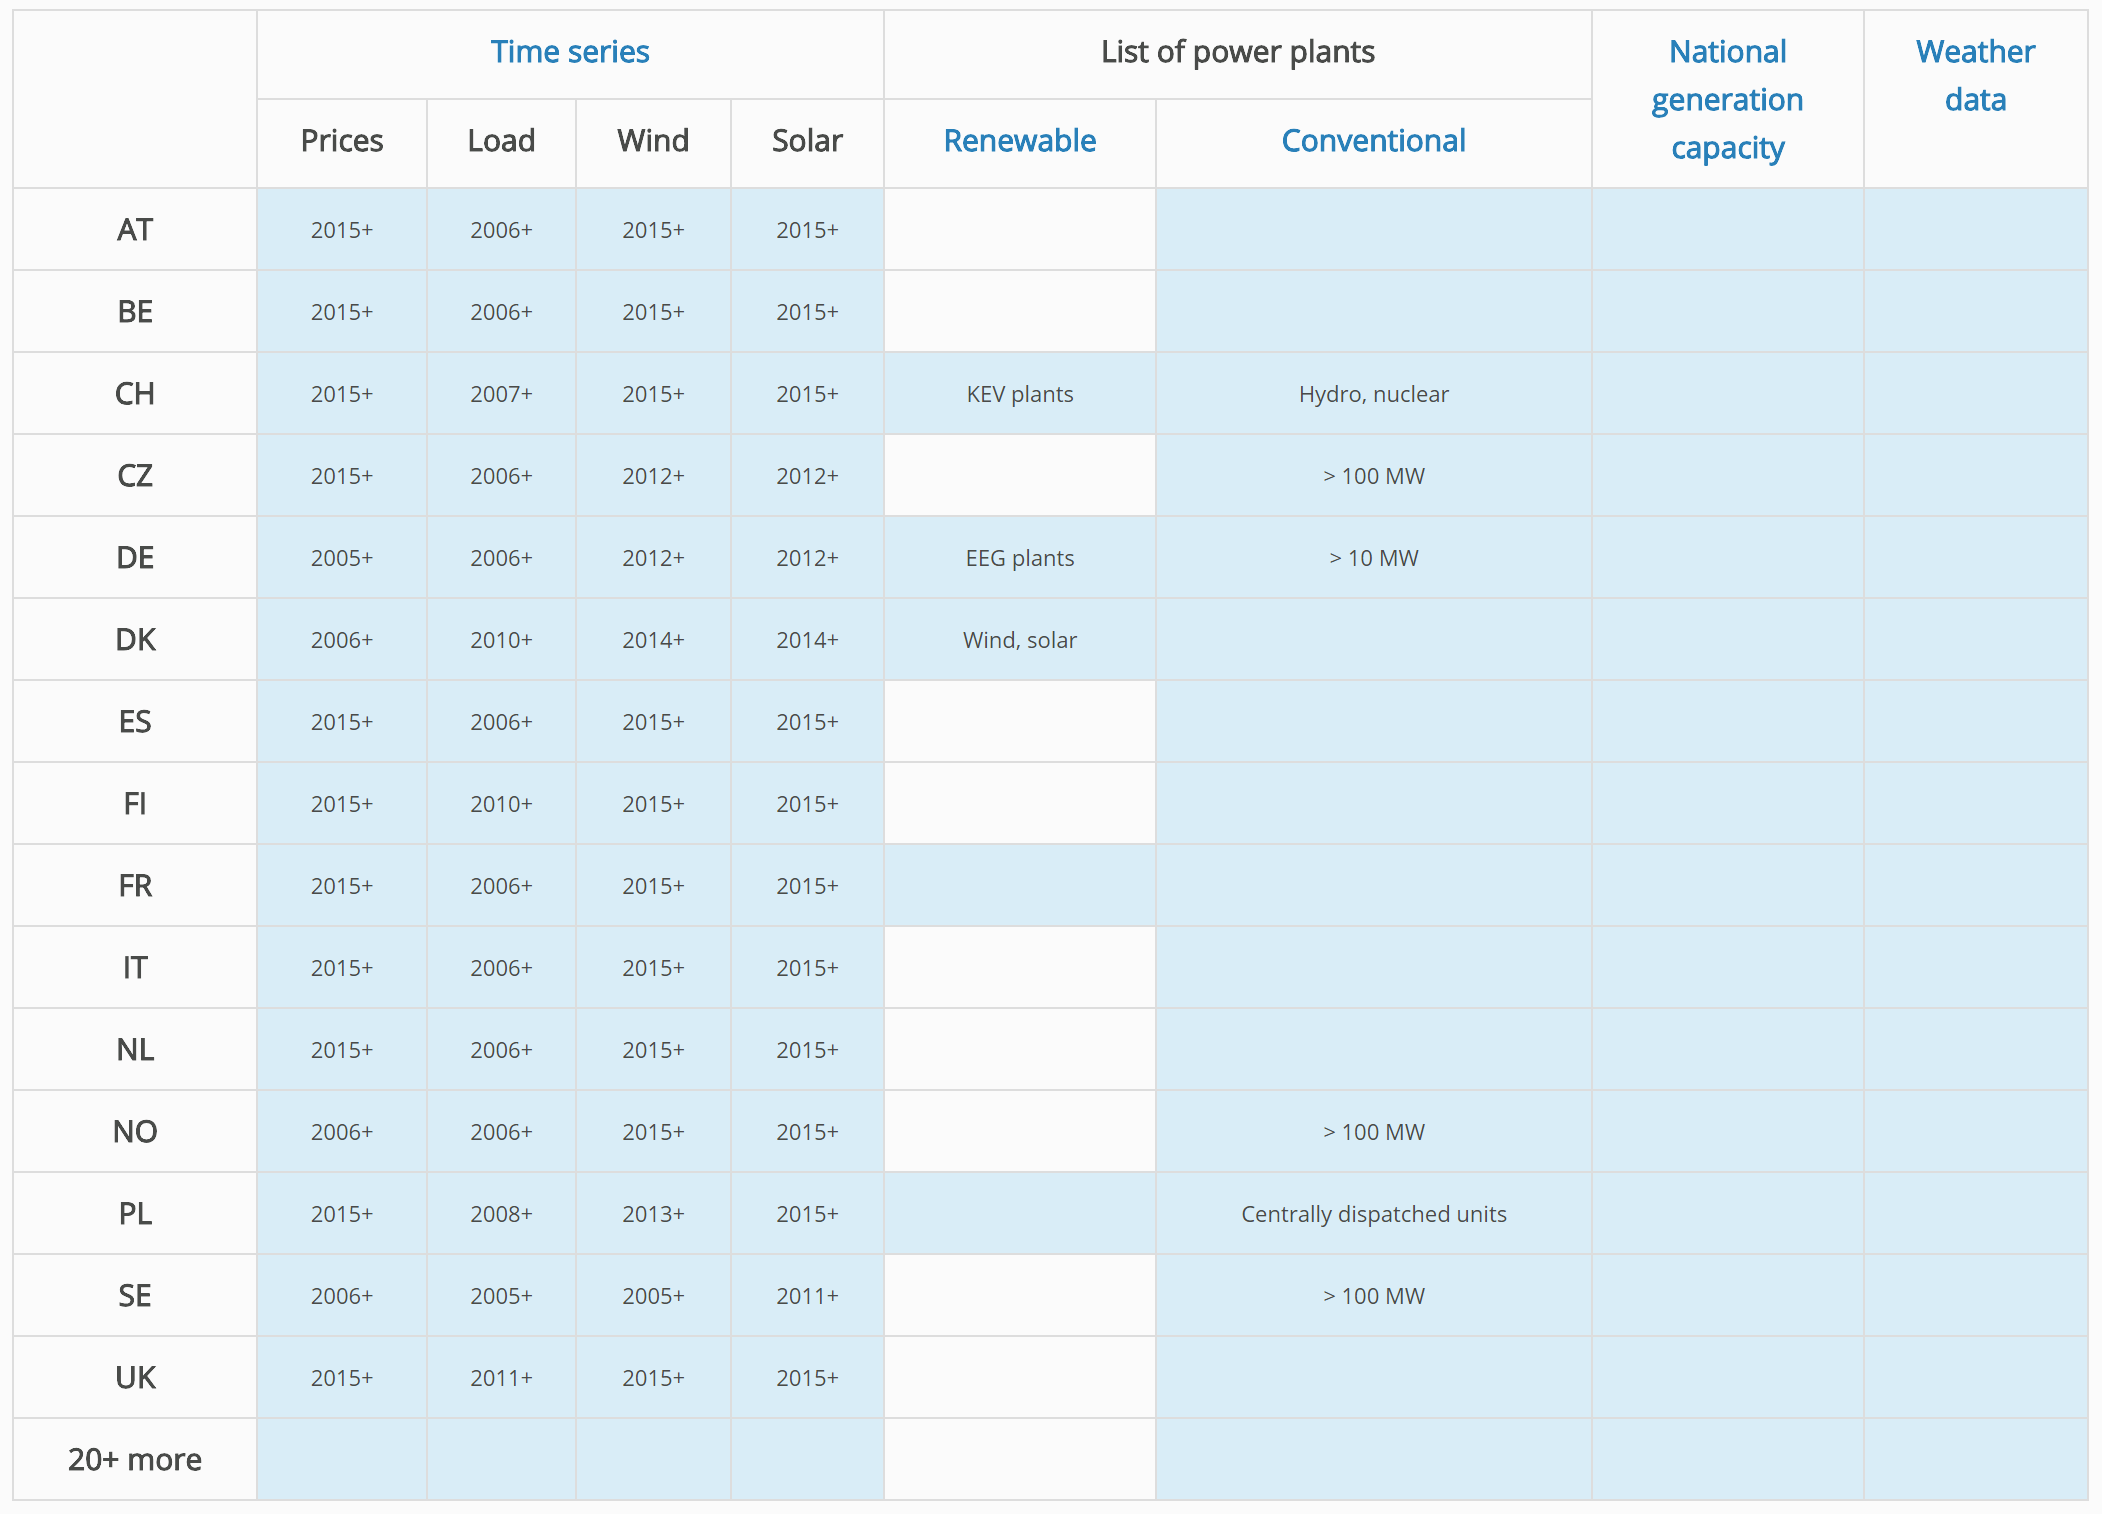 Time series List of power plants National generation capacity Weather data
Prices Load Wind Solar Renewable Conventional
AT 2015+ 2006+ 2015+ 2015+
BE 2015+ 2006+ 2015+ 2015+
CH 2015+ 2007+ 2015+ 2015+ KEV plants Hydro, nuclear
CZ 2015+ 2006+ 2012+ 2012+ > 100 MW
DE 2005+ 2006+ 2012+ 2012+ EEG plants > 10 MW
DK 2006+ 2010+ 2014+ 2014+ Wind, solar
ES 2015+ 2006+ 2015+ 2015+
FI 2015+ 2010+ 2015+ 2015+
FR 2015+ 2006+ 2015+ 2015+
IT 2015+ 2006+ 2015+ 2015+
NL 2015+ 2006+ 2015+ 2015+
NO 2006+ 2006+ 2015+ 2015+ > 100 MW
PL 2015+ 2008+ 2013+ 2015+ Centrally dispatched units
SE 2006+ 2005+ 2005+ 2011+ > 100 MW
UK 2015+ 2011+ 2015+ 2015+
20+ more